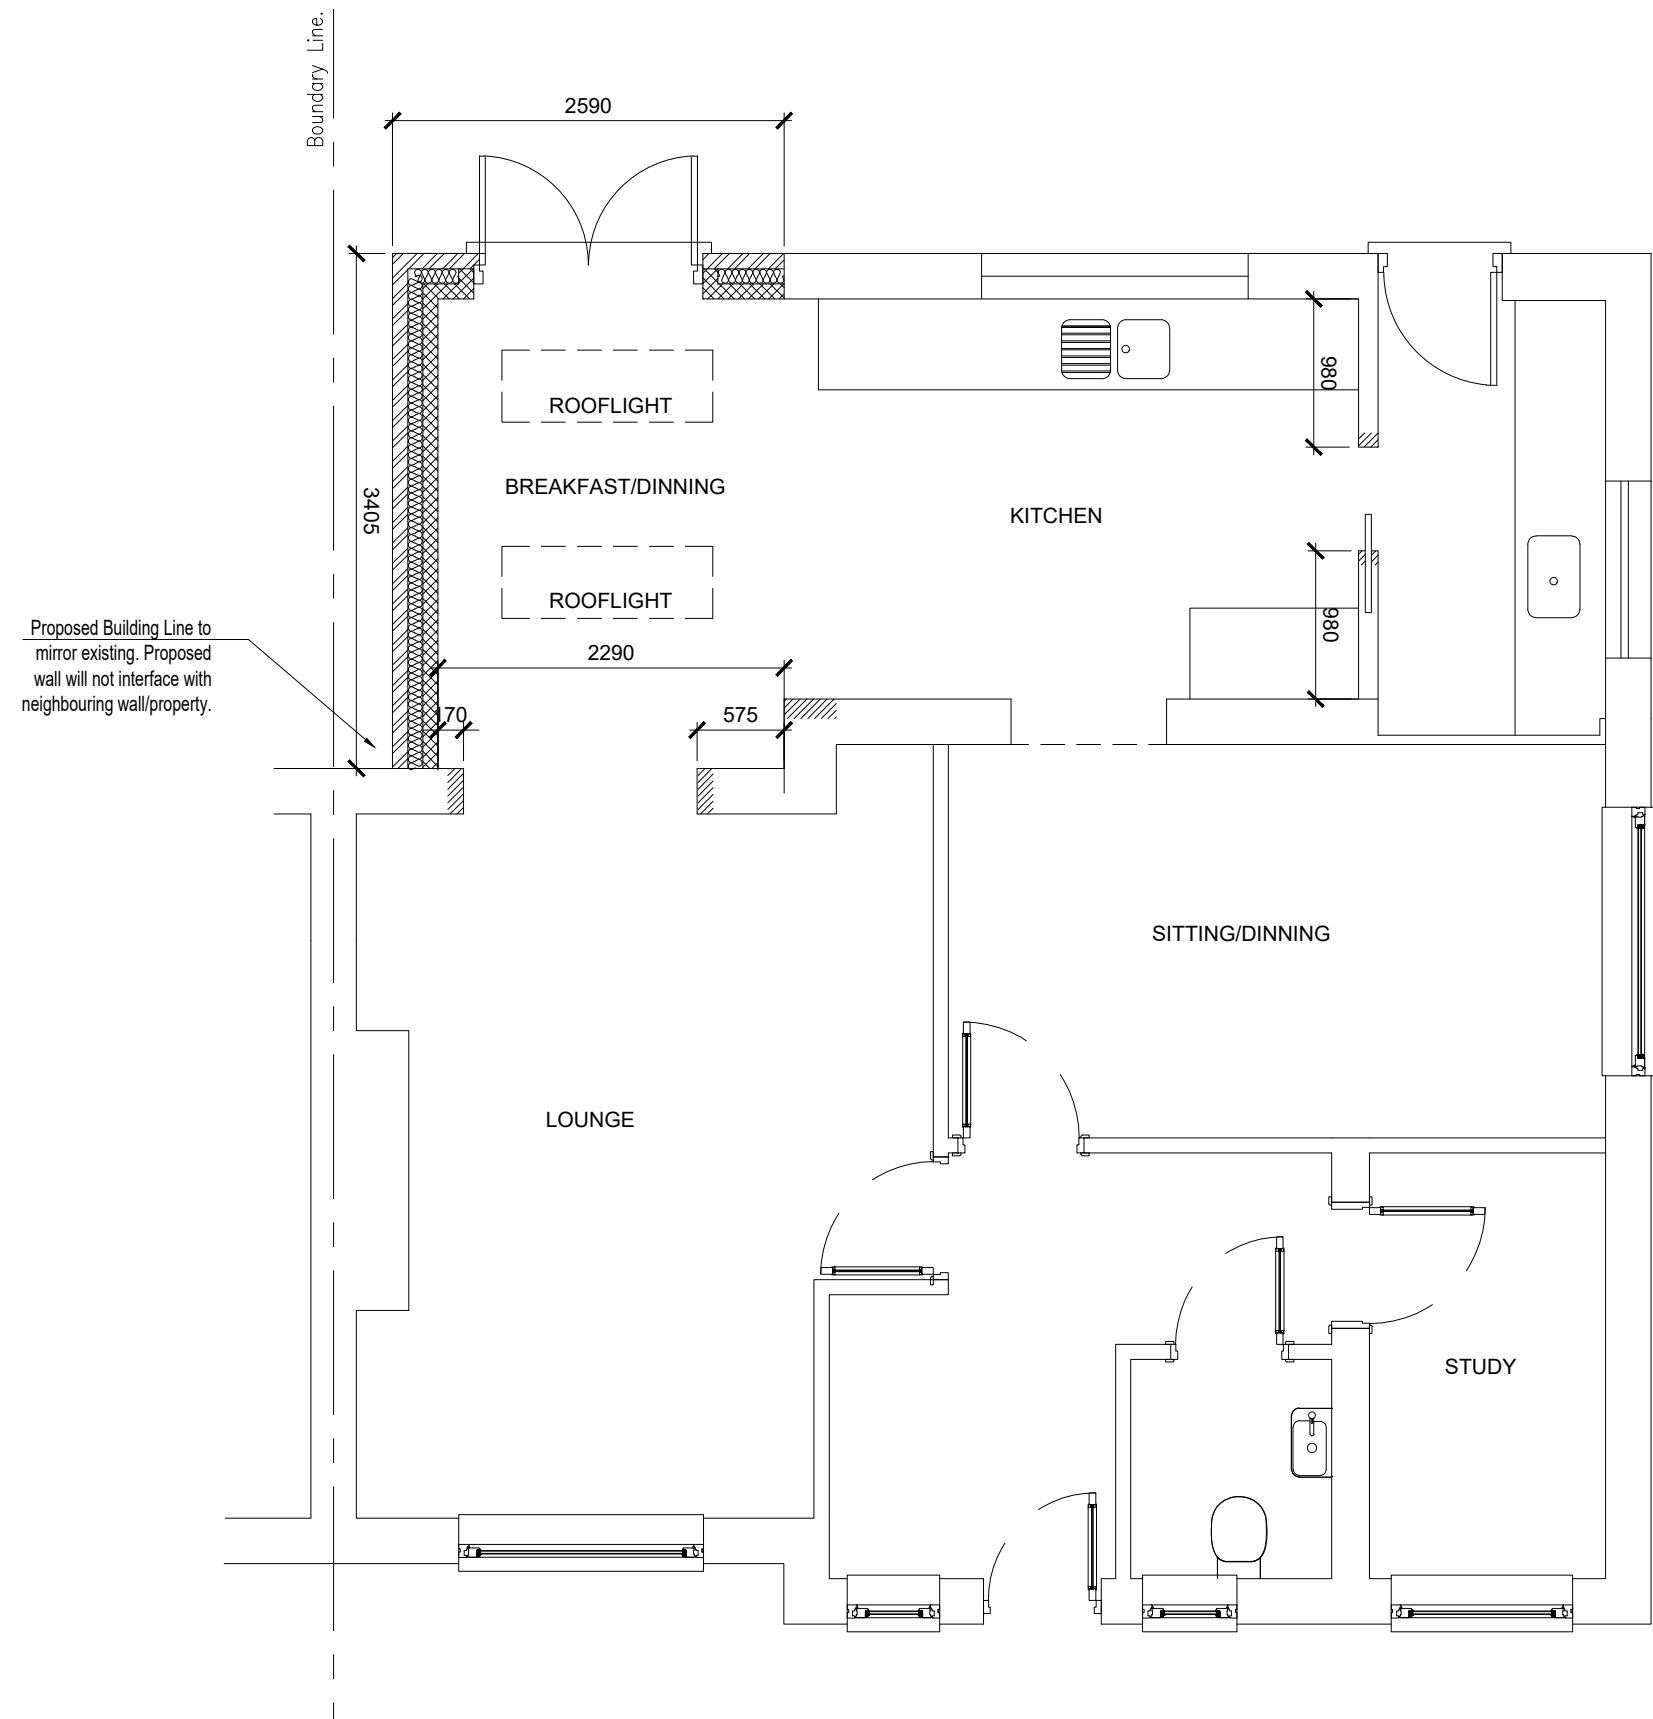 Boundary Line.
2590
980
ROOFLIGHT
BREAKFAST/DINNING
3405
KITCHEN
ROOFLIGHT
980
Proposed Building Line to
mirror existing. Proposed
wall will not interface with
neighbouring wall/property.
2290
170
575
SITTING/DINNING
LOUNGE
STUDY